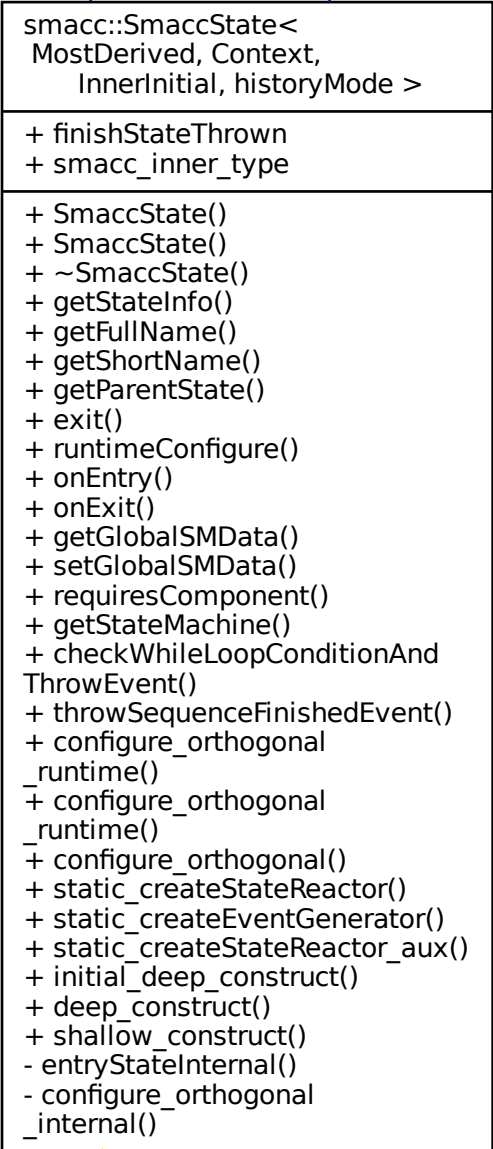 smacc::SmaccState<
MostDerived, Context,
InnerInitial, historyMode >
+ finishStateThrown
+ smacc_inner_type
+ SmaccState()
+ SmaccState()
+ ~SmaccState()
+ getStateInfo()
+ getFullName()
+ getShortName()
+ getParentState()
+ exit()
+ runtimeConfigure()
+ onEntry()
+ onExit()
+ getGlobalSMData()
+ setGlobalSMData()
+ requiresComponent()
+ getStateMachine()
+ checkWhileLoopConditionAnd
ThrowEvent()
+ throwSequenceFinishedEvent()
+ configure_orthogonal
_runtime()
+ configure_orthogonal
_runtime()
+ configure_orthogonal()
+ static_createStateReactor()
+ static_createEventGenerator()
+ static_createStateReactor_aux()
+ initial_deep_construct()
+ deep_construct()
+ shallow_construct()
- entryStateInternal()
- configure_orthogonal
_internal()